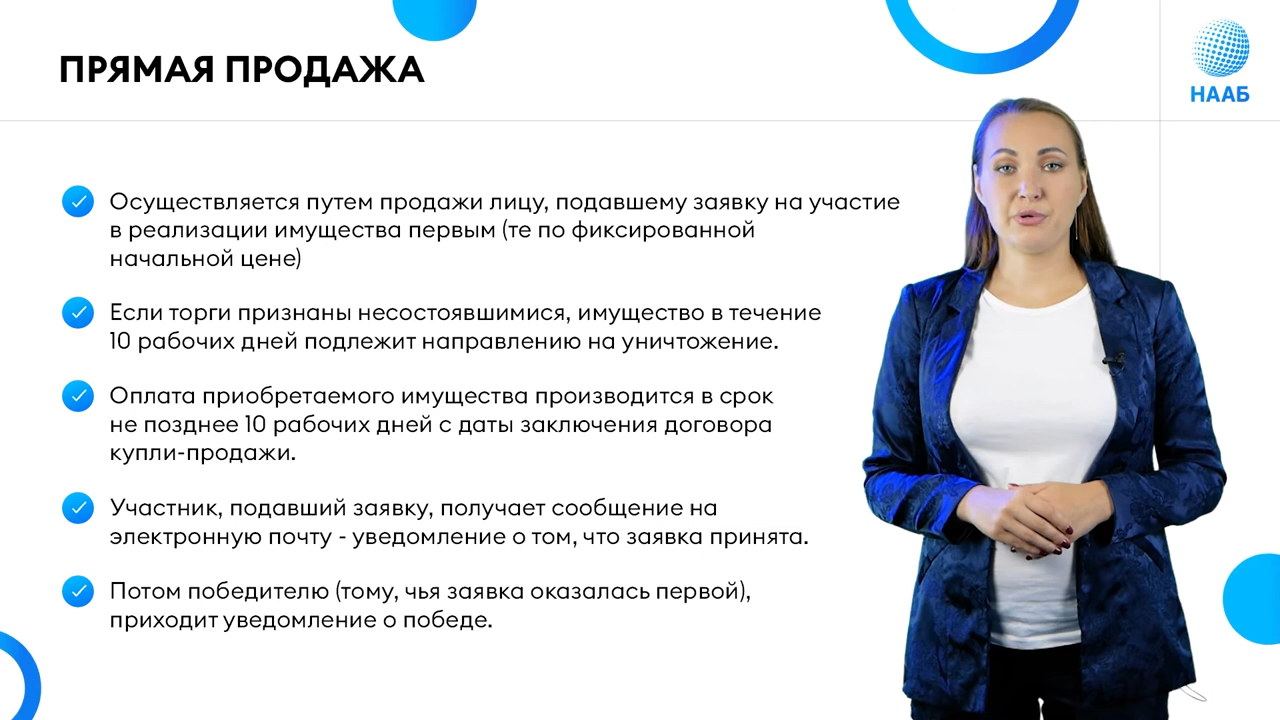 ПРЯМАЯ ПРОДАЖА
НААБ
Осуществляется путем продажи лицу, подавшему заявку на участие
в реализации имущества первым (те по фиксированной
начальной цене)
Если торги признаны несостоявшимися, имущество в течение
10 рабочих дней подлежит направлению на уничтожение.
Оплата приобретаемого имущества производится в срок
не позднее 10 рабочих дней с даты заключения договора
купли-продажи.
Участник, подавший заявку, получает сообщение на
электронную почту - уведомление о том, что заявка принята.
Потом победителю (тому, чья заявка оказалась первой),
приходит уведомление о победе.